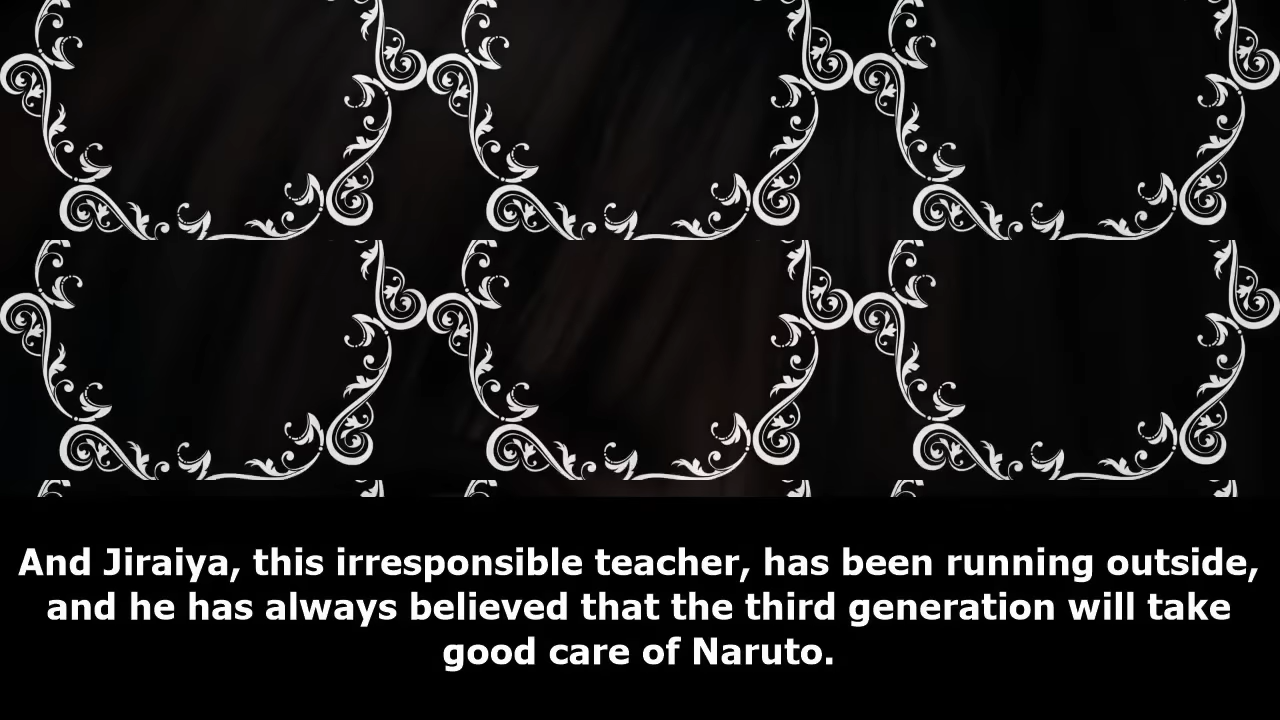 And Jiraiya, this irresponsible teacher, has been running outside,
and he has always believed that the third generation will take
good care of Naruto.